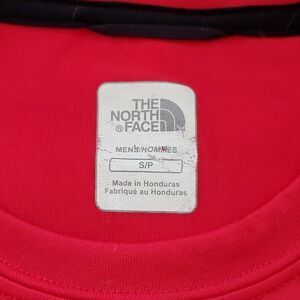 THE
NORTH
® FACE
MENS/HOMMES
S/P
Made in Honduras
Fabriqué au Honduras